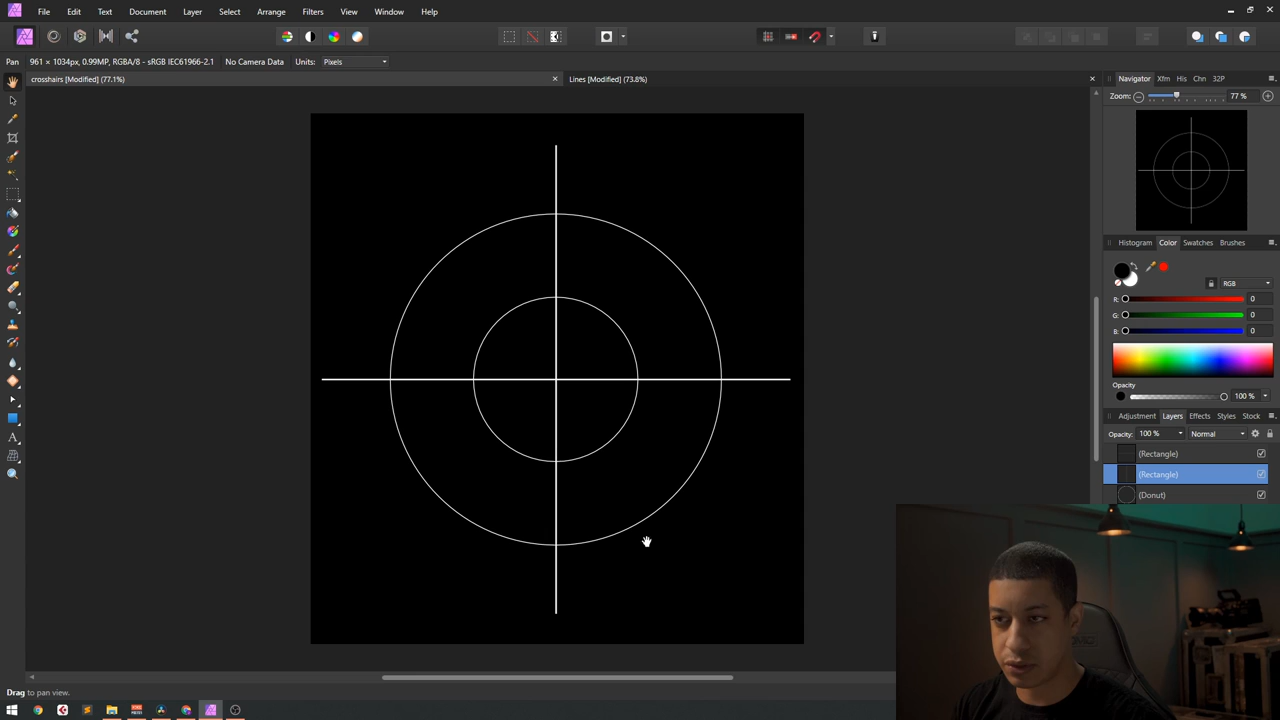 File Edit Text Document Layer Select Arrange Filters View Window Help
Pan 961 × 1034px, 0.99MP, RGBA/8 - sRGB IEC61966-2.1 No Camera Data Units: Pixels
crosshairs [Modified] (77.1%) Lines [Modified] (73.8%)
Navigator Xfm His Chn 32P
Zoom: 77 %
Histogram Color Swatches Brushes
RGB
R: 0
G: 0
B: 0
Opacity
100 %
Adjustment Layers Effects Styles Stock
Opacity: 100 % Normal
(Rectangle)
(Rectangle)
(Donut)
Drag to pan view.